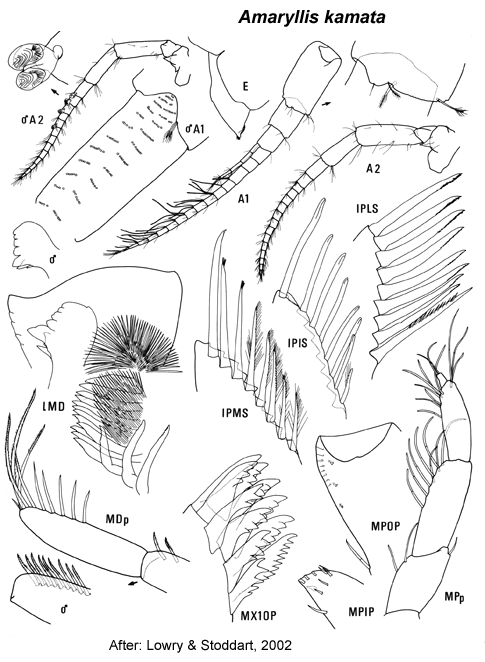 Amaryllis kamata
E
♂A2
♂A1
A1
A2
IPLS
♂
IPIS
LMD
IPMS
MDp
MPOP
♂
MX1OP
MPIP
MPp
After: Lowry & Stoddart, 2002